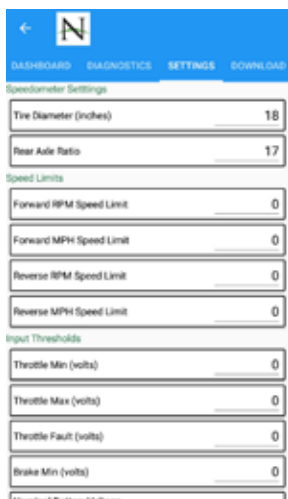 N
DASHBOARD DIAGNOSTICS SETTINGS DOWNLOAD
Speedometer Setttings
Tire Diameter (inches) 18
Rear Axle Ratio 17
Speed Limits
Forward RPM Speed Limit 0
Forward MPH Speed Limit 0
Reverse RPM Speed Limit 0
Reverse MPH Speed Limit 0
Input Thresholds
Throttle Min (volts) 0
Throttle Max (volts) 0
Throttle Fault (volts) 0
Brake Min (volts) 0